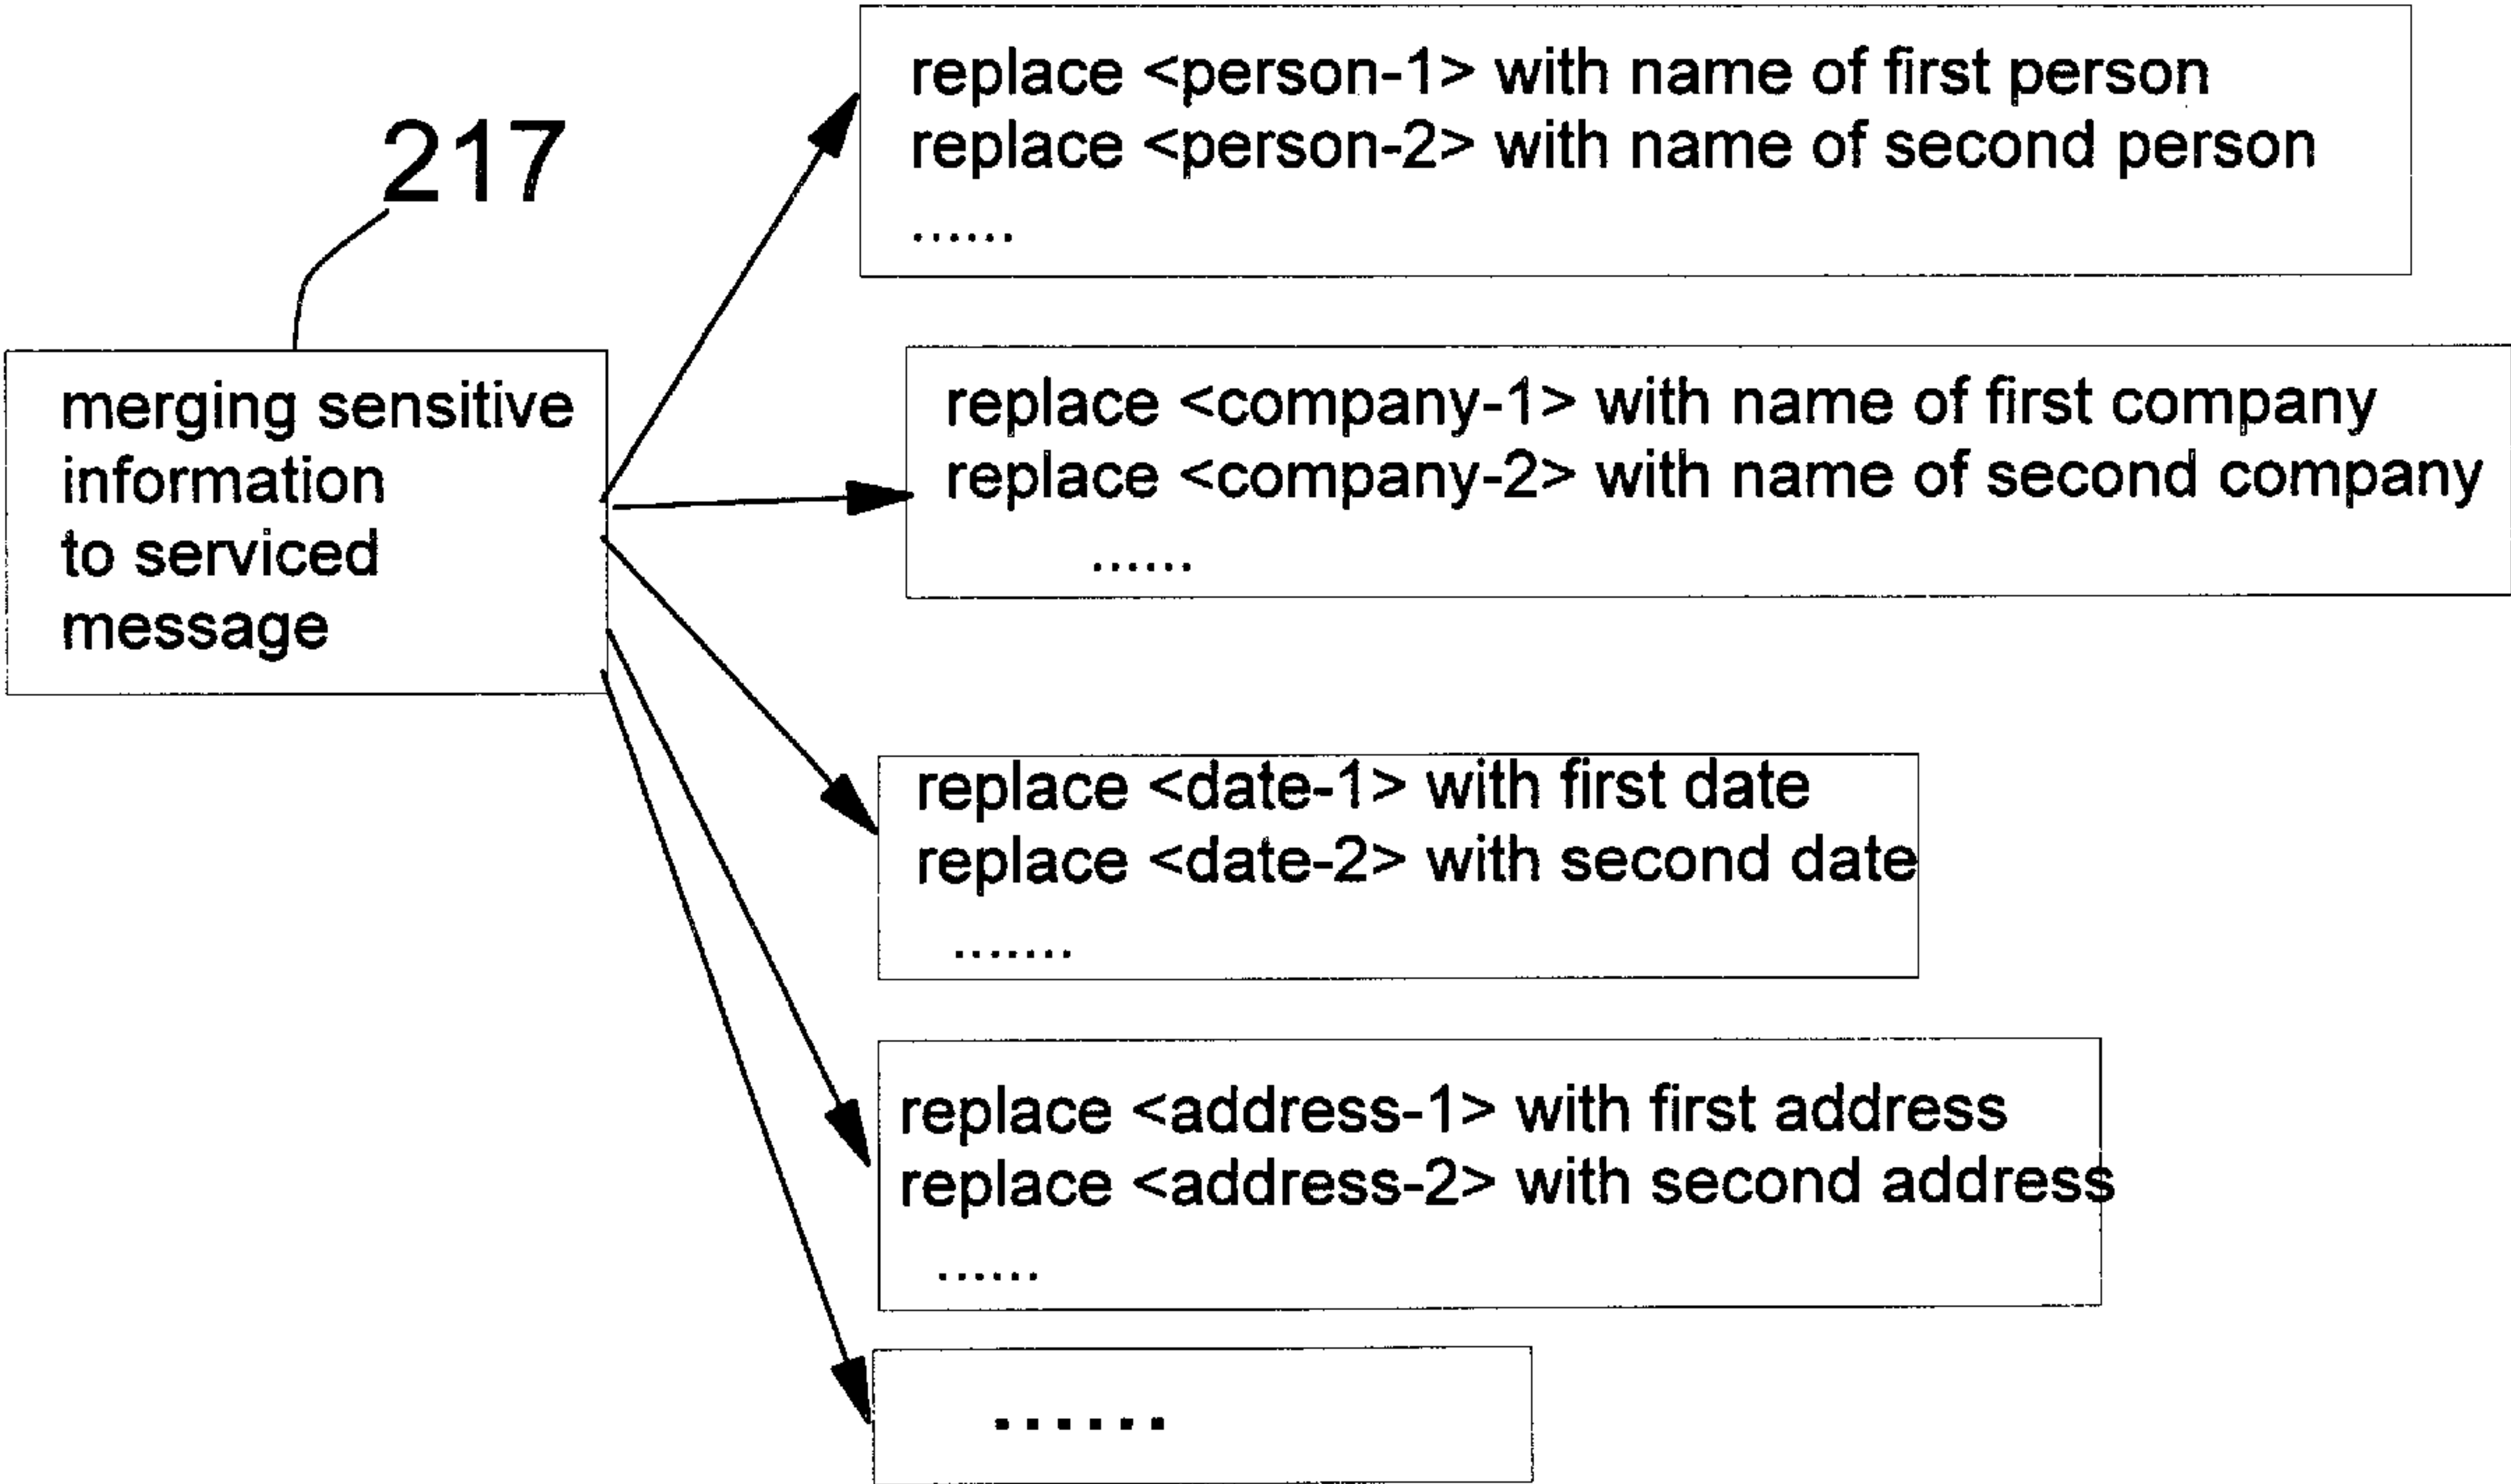 217
merging sensitive
information
to serviced
message
replace <person-1> with name of first person
replace <person-2> with name of second person
......
replace <company-1> with name of first company
replace <company-2> with name of second company
......
replace <date-1> with first date
replace <date-2> with second date
.......
replace <address-1> with first address
replace <address-2> with second address
......
......